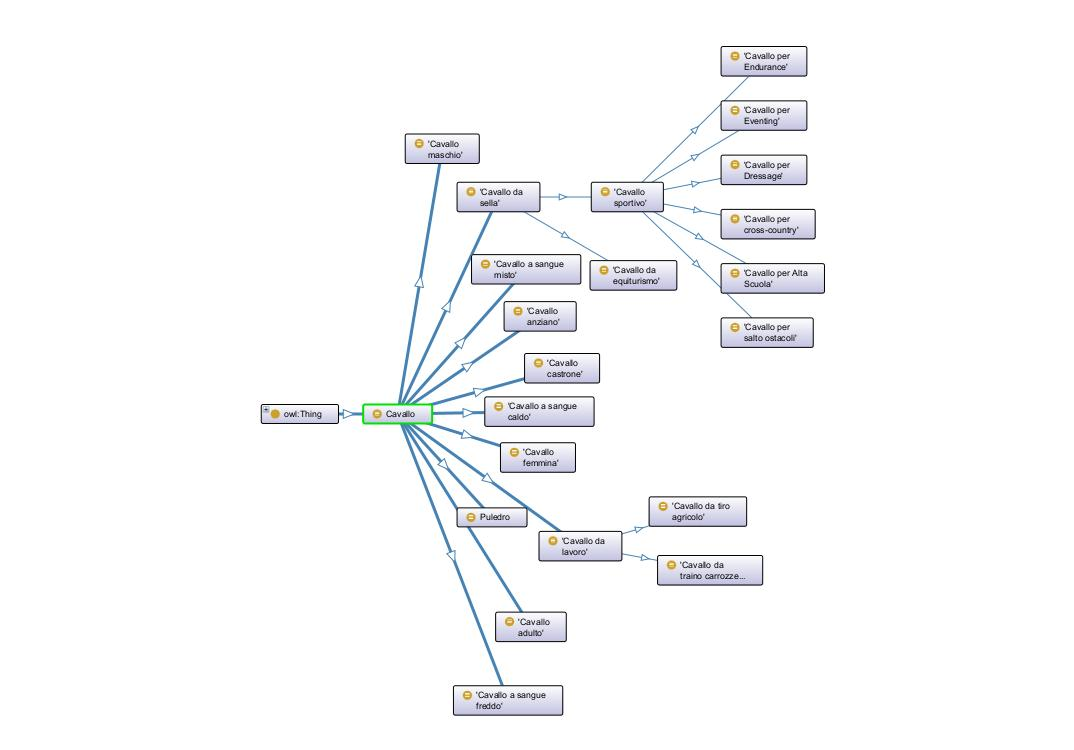 'Cavallo per
Endurance'
'Cavallo per
Eventing'
'Cavallo
maschio'
'Cavallo per
Dressage'
'Cavallo da
sella'
'Cavallo
sportivo'
'Cavallo per
cross-country'
'Cavallo a sangue
misto'
'Cavallo da
equiturismo'
'Cavallo per Alta
Scuola'
'Cavallo
anziano'
'Cavallo per
salto ostacoli'
'Cavallo
castrone'
owl:Thing
Cavallo
'Cavallo a sangue
caldo'
'Cavallo
femmina'
Puledro
'Cavallo da tiro
agricolo'
'Cavallo da
lavoro'
'Cavallo da
traino carrozze...
'Cavallo
adulto'
'Cavallo a sangue
freddo'